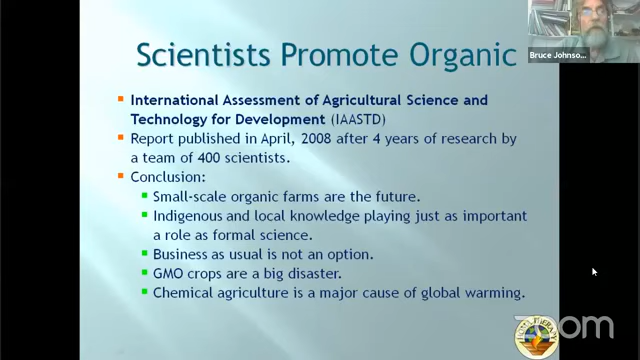 Bruce Johnso...
Scientists Promote Organic
International Assessment of Agricultural Science and
Technology for Development (IAASTD)
Report published in April, 2008 after 4 years of research by
a team of 400 scientists.
Conclusion:
Small-scale organic farms are the future.
Indigenous and local knowledge playing just as important
a role as formal science.
Business as usual is not an option.
GMO crops are a big disaster.
Chemical agriculture is a major cause of global warming.
zoom